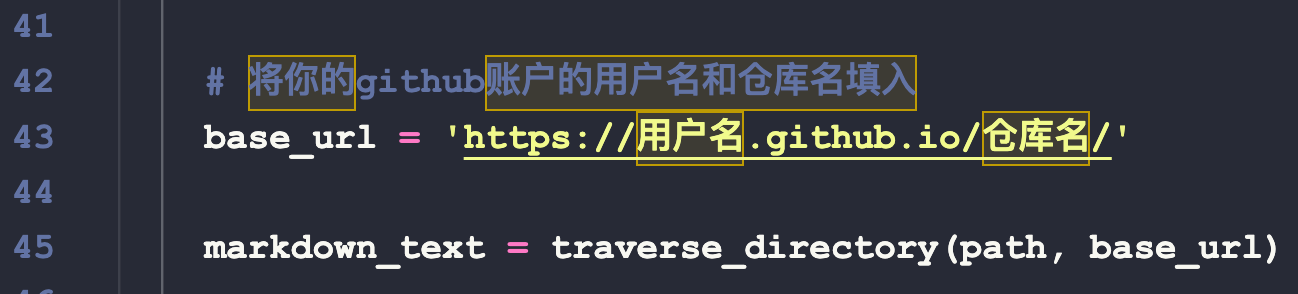 41
42 # 将你的github账户的用户名和仓库名填入
43 base_url = 'https://用户名.github.io/仓库名/'
44
45 markdown_text = traverse_directory(path, base_url)
46